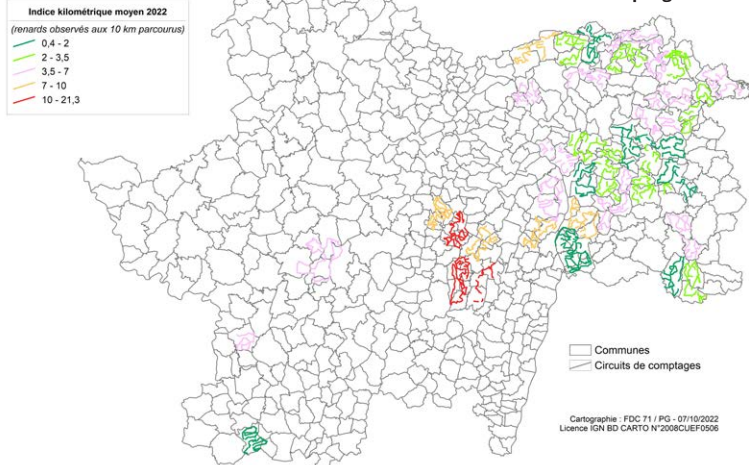 Indice kilométrique moyen 2022
(renards observés aux 10 km parcourus)
0,4 - 2
2 - 3,5
3,5 - 7
7 - 10
10 - 21,3
Communes
Circuits de comptages
Cartographie : FDC 71 / PG - 07/10/2022
Licence IGN BD CARTO N°2008CUEF0506